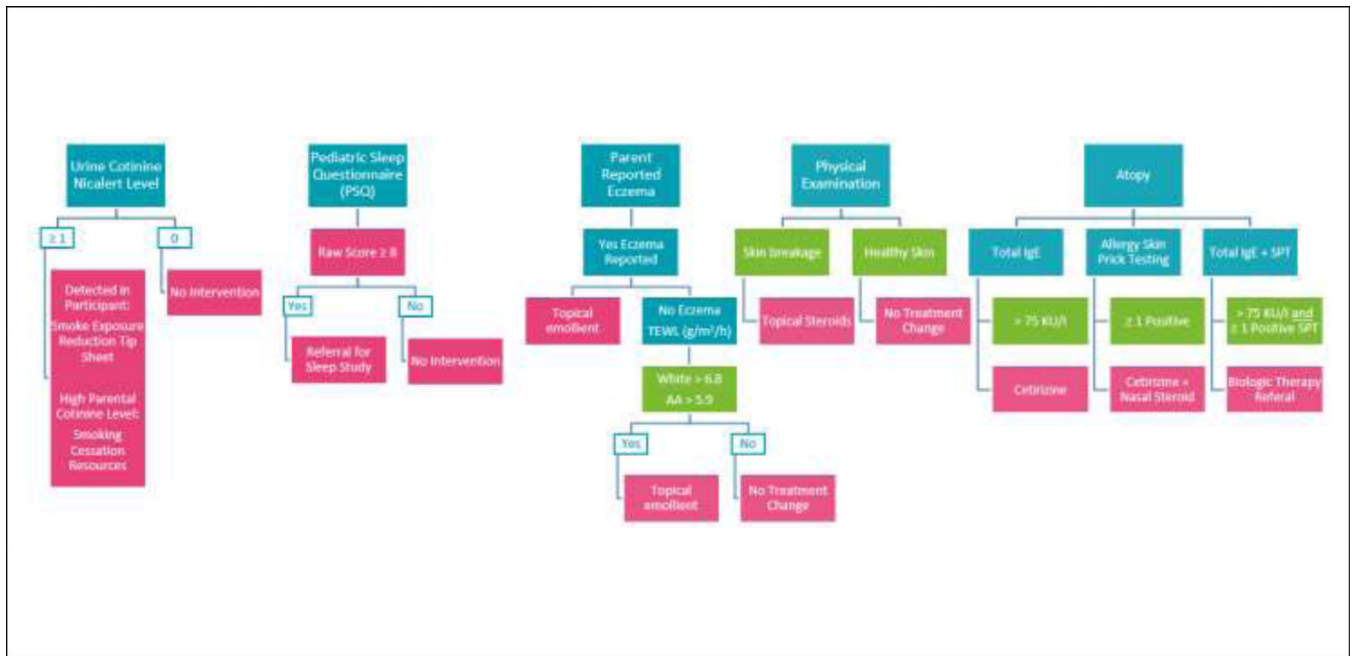 Urine Cotinine
Nicalert Level
≥ 1
0
Detected in
Participant:
Smoke Exposure
Reduction Tip
Sheet
High Parental
Cotinine Level:
Smoking
Cessation
Resources
No Intervention
Pediatric Sleep
Questionnaire
(PSQ)
Raw Score ≥ 8
Yes
No
Referral for
Sleep Study
No Intervention
Parent
Reported
Eczema
Yes Eczema
Reported
Topical
emollient
No Eczema
TEWL (g/m²/h)
White > 6.8
AA > 5.9
Yes
No
Topical
emollient
No Treatment
Change
Physical
Examination
Skin breakage
Healthy Skin
Topical Steroids
No Treatment
Change
Atopy
Total IgE
Allergy Skin
Prick Testing
Total IgE + SPT
> 75 KU/l
≥ 1 Positive
> 75 KU/l and
≥ 1 Positive SPT
Cetirizine
Cetirizine +
Nasal Steroid
Biologic Therapy
Referal